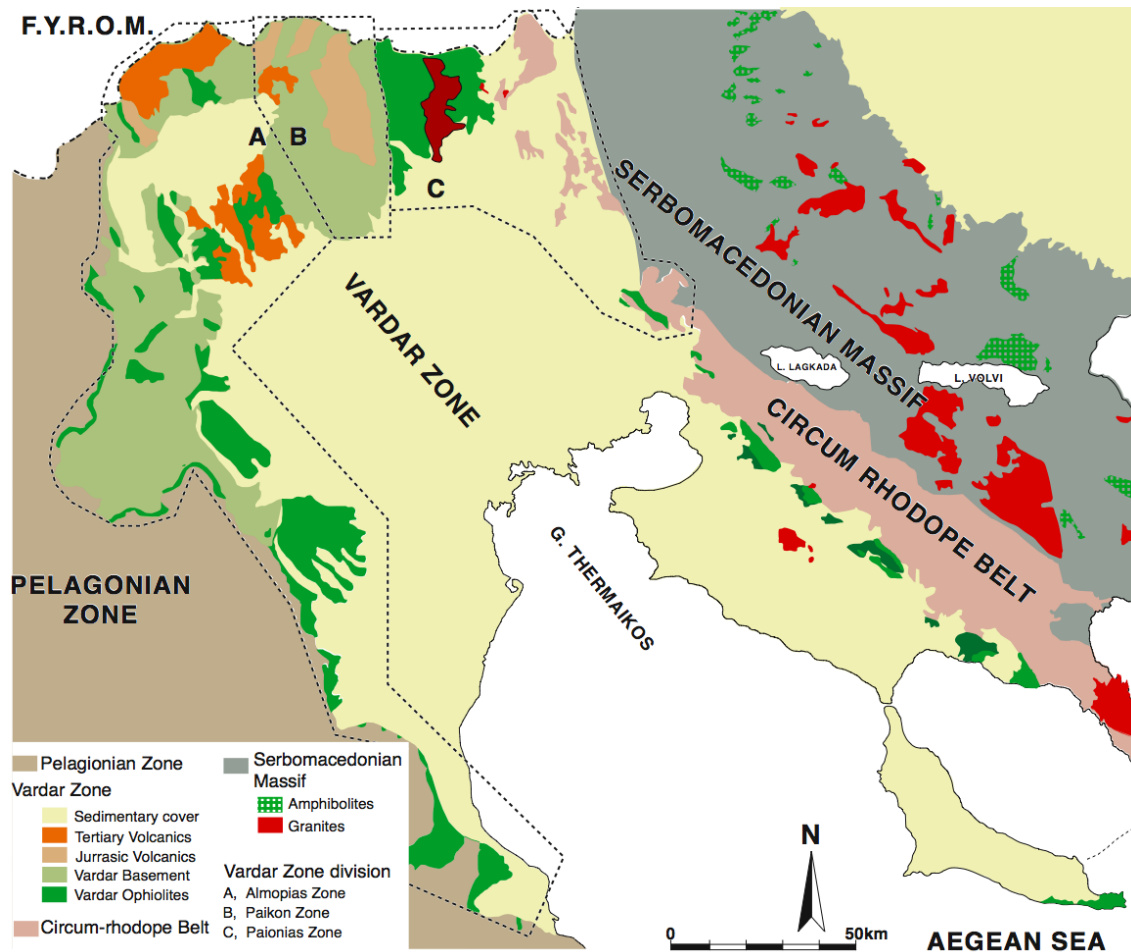 F.Y.R.O.M.
A
B
C
SERBOMACEDONIAN MASSIF
VARDAR ZONE
L. LAGKADA
L. VOLVI
CIRCUM RHODOPE BELT
G. THERMAIKOS
PELAGONIAN
ZONE
Pelagionian Zone
Vardar Zone
Sedimentary cover
Tertiary Volcanics
Jurrasic Volcanics
Vardar Basement
Vardar Ophiolites
Circum-rhodope Belt
Serbomacedonian
Massif
Amphibolites
Granites
Vardar Zone division
A, Almopias Zone
B, Paikon Zone
C, Paionias Zone
N
0 50km
AEGEAN SEA